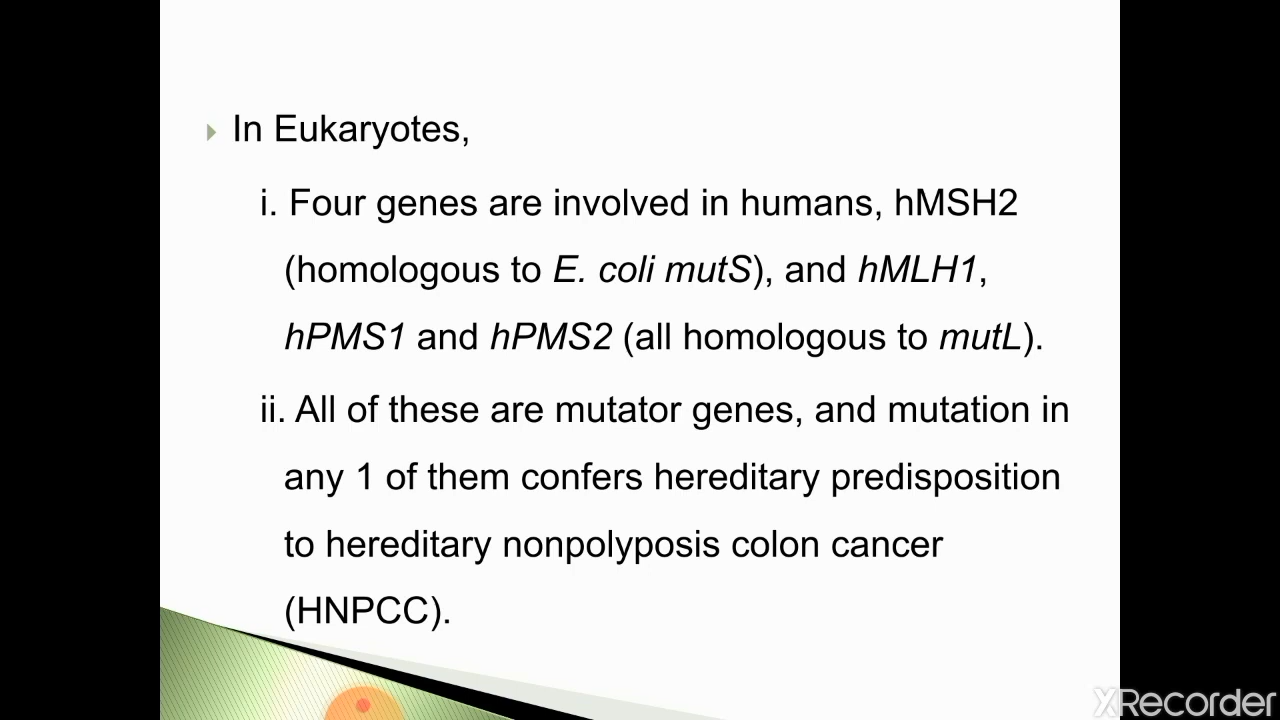 In Eukaryotes,
i. Four genes are involved in humans, hMSH2
(homologous to E. coli mutS), and hMLH1,
hPMS1 and hPMS2 (all homologous to mutL).
ii. All of these are mutator genes, and mutation in
any 1 of them confers hereditary predisposition
to hereditary nonpolyposis colon cancer
(HNPCC).
XRecorder